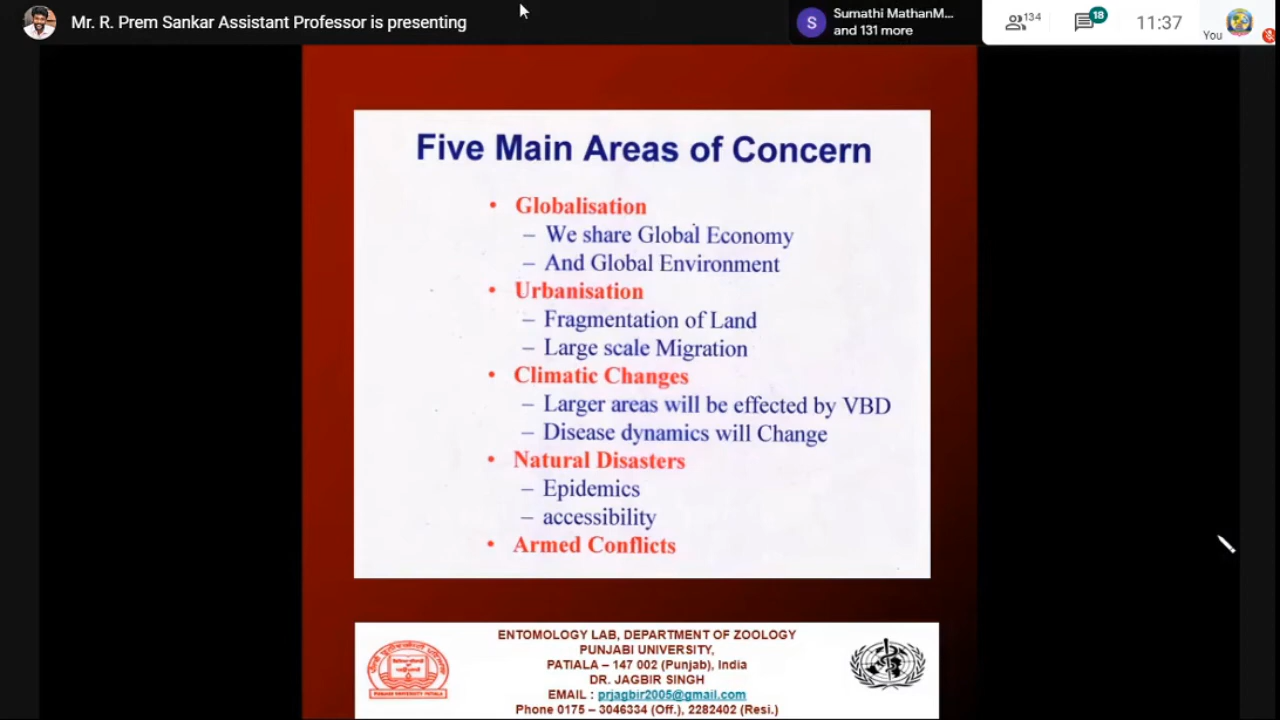 Mr. R. Prem Sankar Assistant Professor is presenting
S
Sumathi MathanM...
and 131 more
134
18
11:37
You
Five Main Areas of Concern
• Globalisation
– We share Global Economy
– And Global Environment
• Urbanisation
– Fragmentation of Land
– Large scale Migration
• Climatic Changes
– Larger areas will be effected by VBD
– Disease dynamics will Change
• Natural Disasters
– Epidemics
– accessibility
• Armed Conflicts
ENTOMOLOGY LAB, DEPARTMENT OF ZOOLOGY
PUNJABI UNIVERSITY,
PATIALA – 147 002 (Punjab), India
DR. JAGBIR SINGH
EMAIL : prjagbir2005@gmail.com
Phone 0175 – 3046334 (Off.), 2282402 (Resi.)
PUNJABI UNIVERSITY PATIALA